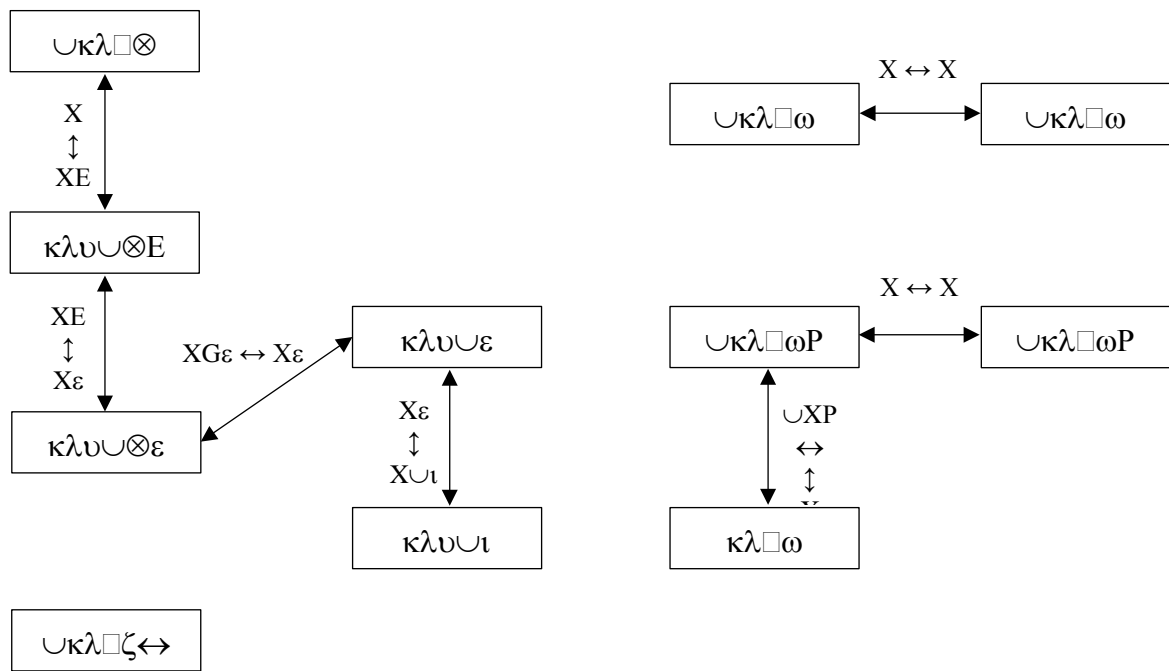 ∪κλ□⊗
X
↕
XE
κλυ∪⊗E
XE
↕
Xε
κλυ∪⊗ε
XGε ↔ Xε
κλυ∪ε
Xε
↕
X∪ι
κλυ∪ι
∪κλ□ζ↔
X ↔ X
∪κλ□ω
∪κλ□ω
X ↔ X
∪κλ□ωP
∪κλ□ωP
∪XP
↔
↕
κλ□ω